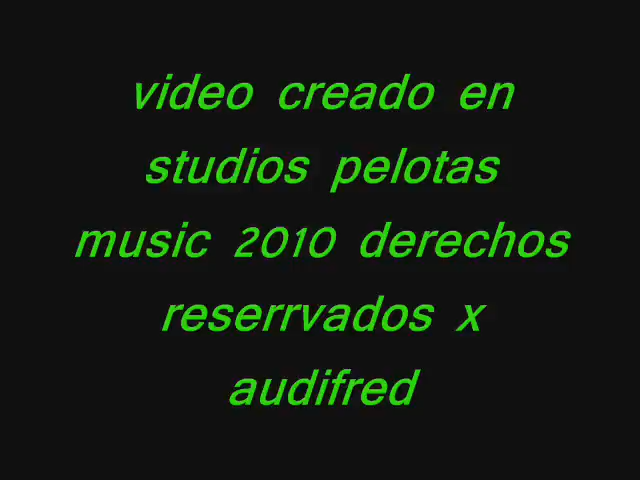 video creado en
studios pelotas
music 2010 derechos
reserrvados x
audifred